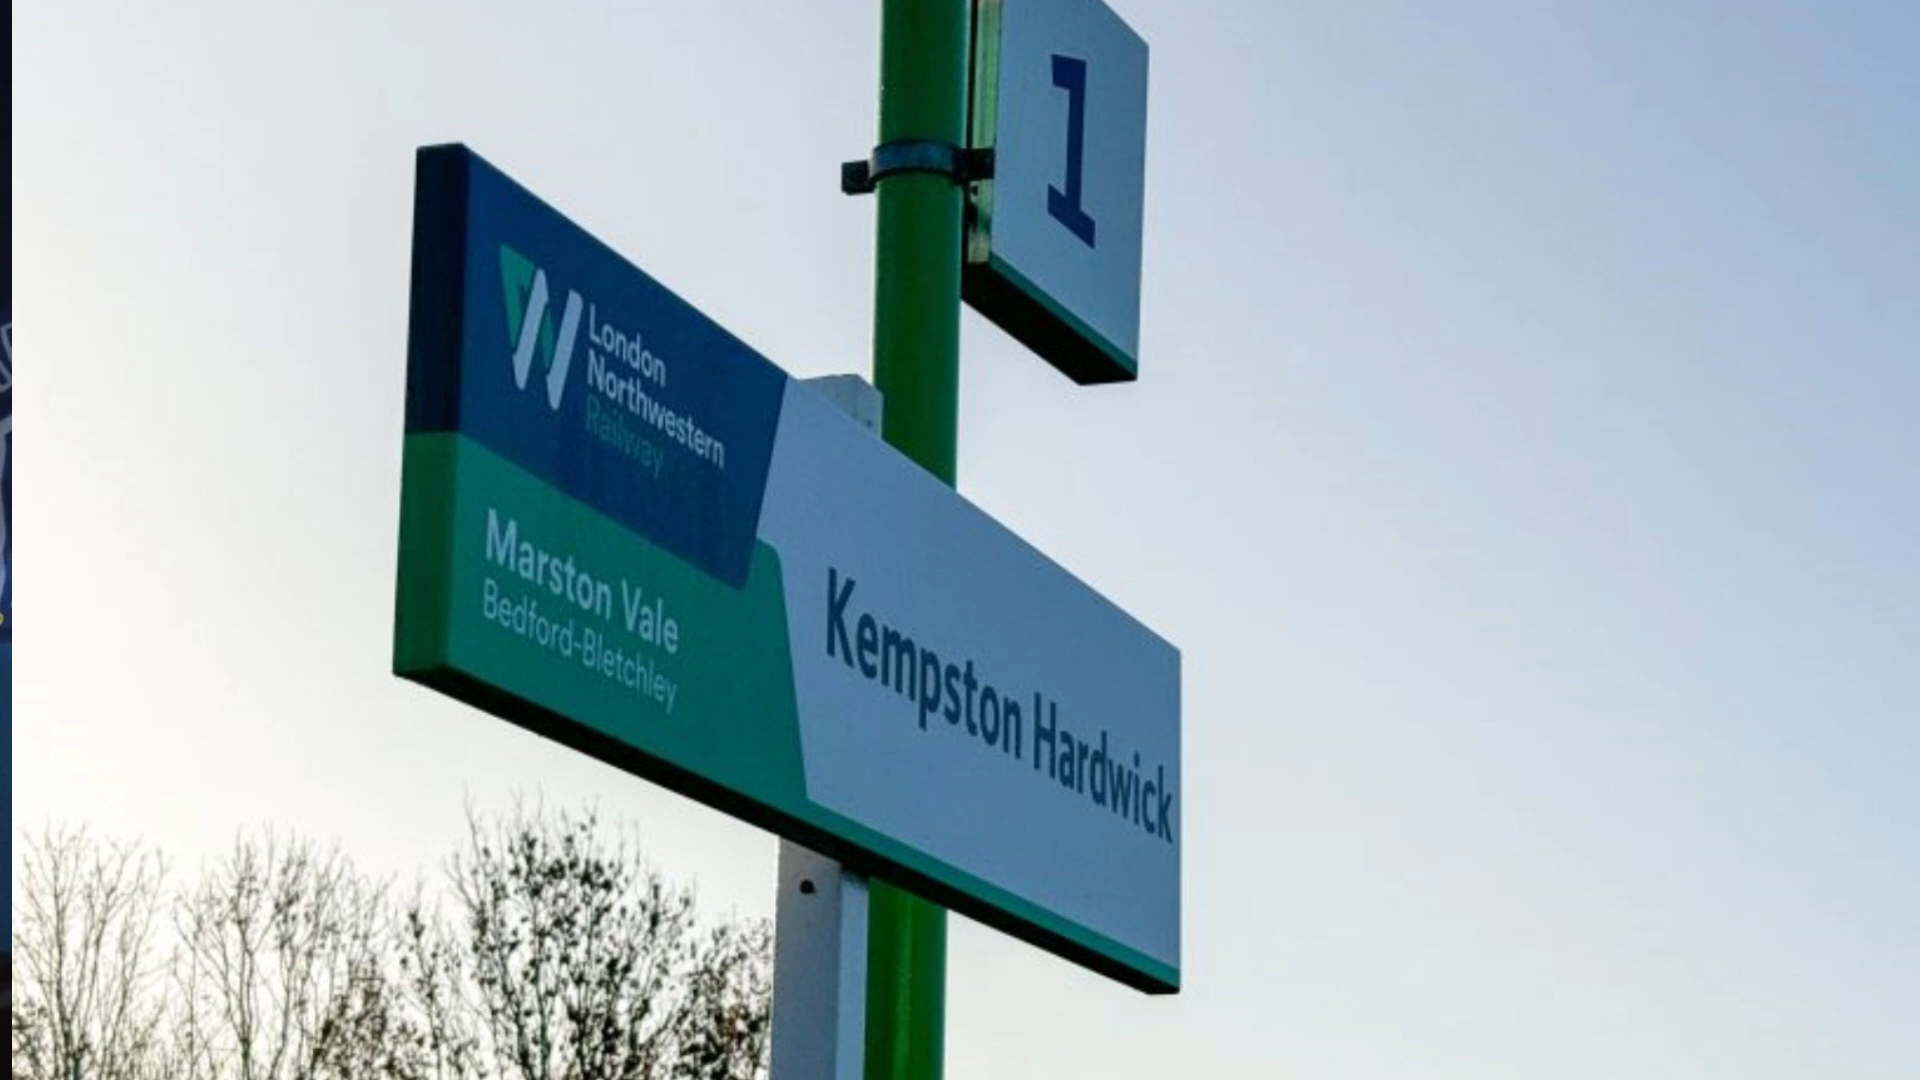 1
London
Northwestern
Railway
Marston Vale
Bedford-Bletchley
Kempston Hardwick